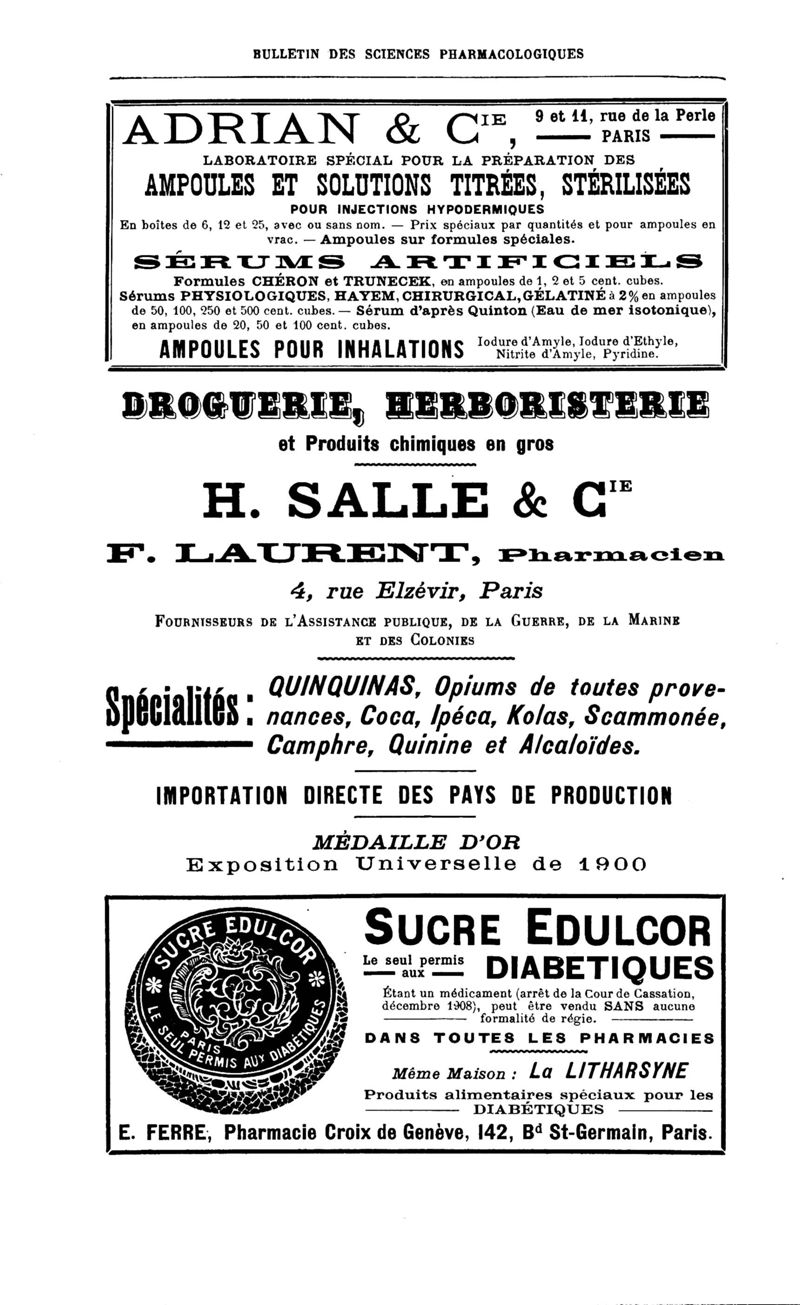 BULLETIN DES SCIENCES PHARMACOLOGIQUES
ADRIAN & CIE, 9 et 11, rue de la Perle
PARIS
LABORATOIRE SPÉCIAL POUR LA PRÉPARATION DES
AMPOULES ET SOLUTIONS TITRÉES, STÉRILISÉES
POUR INJECTIONS HYPODERMIQUES
En boîtes de 6, 12 et 25, avec ou sans nom. — Prix spéciaux par quantités et pour ampoules en
vrac. — Ampoules sur formules spéciales.
SÉRUMS ARTIFICIELS
Formules CHÉRON et TRUNECEK, en ampoules de 1, 2 et 5 cent. cubes.
Sérums PHYSIOLOGIQUES, HAYEM, CHIRURGICAL, GÉLATINÉ à 2% en ampoules
de 50, 100, 250 et 500 cent. cubes. — Sérum d'après Quinton (Eau de mer isotonique),
en ampoules de 20, 50 et 100 cent. cubes.
AMPOULES POUR INHALATIONS Iodure d'Amyle, Iodure d'Ethyle,
Nitrite d'Amyle, Pyridine.
DROGUERIE, HERBORISTERIE
et Produits chimiques en gros
H. SALLE & CIE
F. LAURENT, Pharmacien
4, rue Elzévir, Paris
FOURNISSEURS DE L'ASSISTANCE PUBLIQUE, DE LA GUERRE, DE LA MARINE
ET DES COLONIES
Spécialités : QUINQUINAS, Opiums de toutes prove-
nances, Coca, Ipéca, Kolas, Scammonée,
Camphre, Quinine et Alcaloïdes.
IMPORTATION DIRECTE DES PAYS DE PRODUCTION
MÉDAILLE D'OR
Exposition Universelle de 1900
SUCRE EDULCOR
LE SEUL PERMIS AUX DIABÉTIQUES
PARIS
SUCRE EDULCOR
Le seul permis
aux DIABETIQUES
Étant un médicament (arrêt de la Cour de Cassation,
décembre 1908), peut être vendu SANS aucune
formalité de régie.
DANS TOUTES LES PHARMACIES
Même Maison : La LITHARSYNE
Produits alimentaires spéciaux pour les
DIABÉTIQUES
E. FERRE, Pharmacie Croix de Genève, 142, Bd St-Germain, Paris.